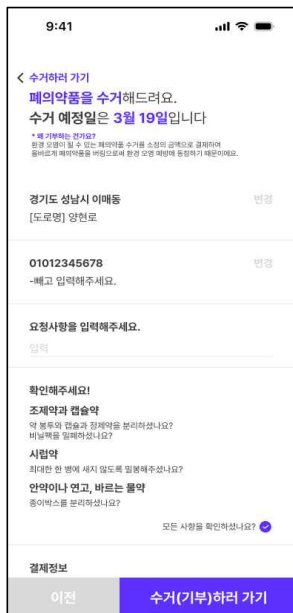 9:41
수거하러 가기
폐의약품을 수거해드려요.
수거 예정일은 3월 19일입니다
* 왜 기부하는 건가요?
환경 오염이 될 수 있는 폐의약품 수거를 소정의 금액으로 결제하여
올바르게 폐의약품을 버림으로써 환경 오염 예방에 동참하기 때문이에요.
경기도 성남시 이매동
변경
[도로명] 양현로
01012345678
변경
-빼고 입력해주세요.
요청사항을 입력해주세요.
입력
확인해주세요!
조제약과 캡슐약
약 봉투와 캡슐과 정제약을 분리하셨나요?
비닐팩을 밀폐하셨나요?
시럽약
최대한 한 병에 새지 않도록 밀봉해주셨나요?
안약이나 연고, 바르는 물약
종이박스를 분리하셨나요?
모든 사항을 확인하셨나요?
결제정보
이전
수거(기부)하러 가기